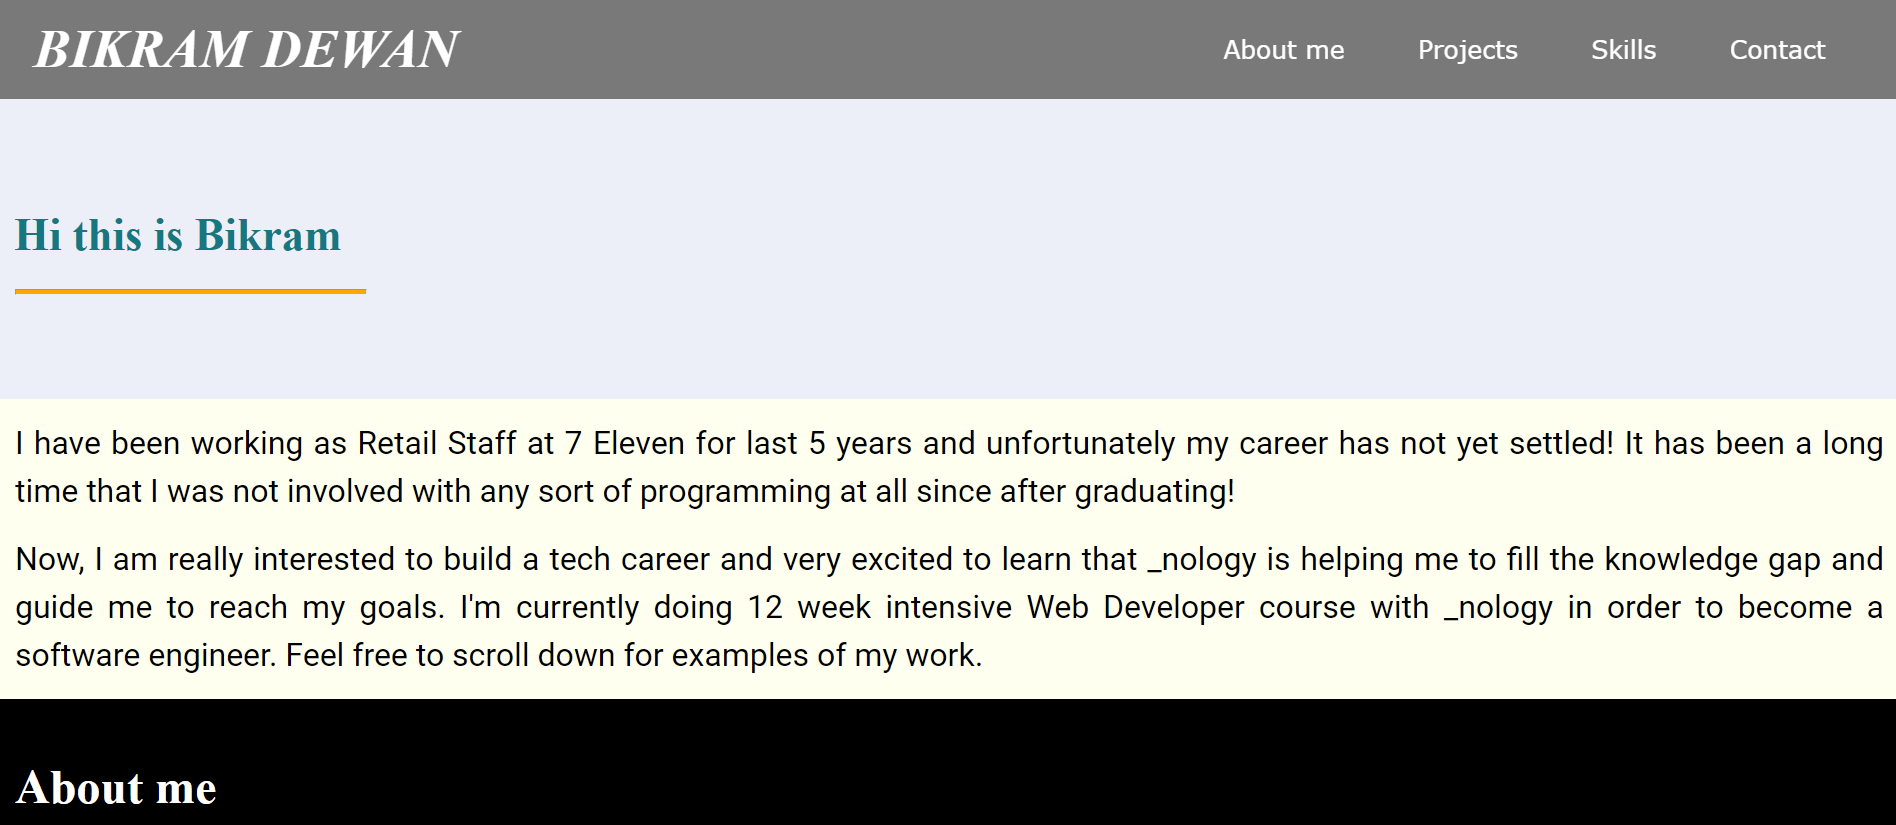 BIKRAM DEWAN
About me Projects Skills Contact
Hi this is Bikram
I have been working as Retail Staff at 7 Eleven for last 5 years and unfortunately my career has not yet settled! It has been a long
time that I was not involved with any sort of programming at all since after graduating!
Now, I am really interested to build a tech career and very excited to learn that _nology is helping me to fill the knowledge gap and
guide me to reach my goals. I'm currently doing 12 week intensive Web Developer course with _nology in order to become a
software engineer. Feel free to scroll down for examples of my work.
About me